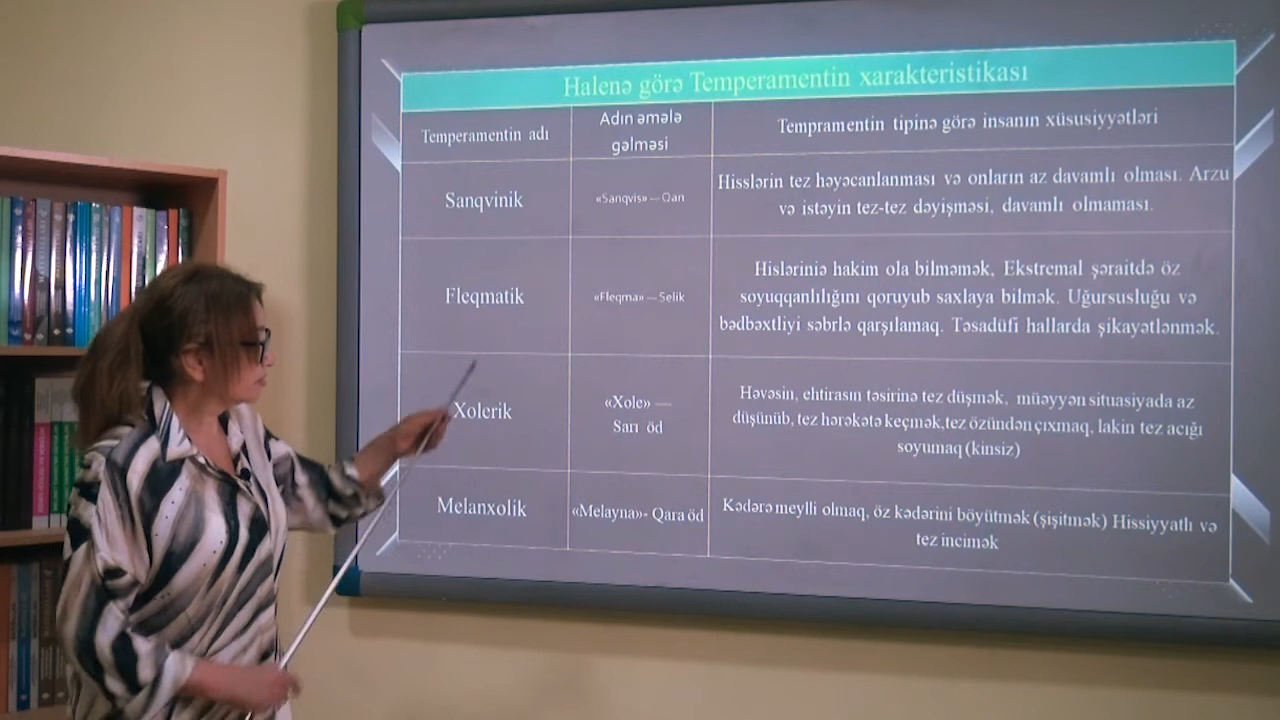 Halenə görə Temperamentin xarakteristikası
Temperamentin adı
Adın əmələ
gəlməsi
Tempramentin tipinə görə insanın xüsusiyyətləri
Sanqvinik
«Sanqvis» — Qan
Hisslərin tez həyəcanlanması və onların az davamlı olması. Arzu
və istəyin tez-tez dəyişməsi, davamlı olmaması.
Fleqmatik
«Fleqma» — Selik
Hisləriniə hakim ola bilməmək, Ekstremal şəraitdə öz
soyuqqanlılığını qoruyub saxlaya bilmək. Uğursusluğu və
bədbəxtliyi səbrlə qarşılamaq. Təsadüfi hallarda şikayətlənmək.
Xolerik
«Xole» —
Sarı öd
Həvəsin, ehtirasın təsirinə tez düşmək, müəyyən situasiyada az
düşünüb, tez hərəkətə keçmək,tez özündən çıxmaq, lakin tez acığı
soyumaq (kinsiz)
Melanxolik
«Melayna»- Qara öd
Kədərə meylli olmaq, öz kədərini böyütmək (şişitmək) Hissiyyatlı və
tez incimək